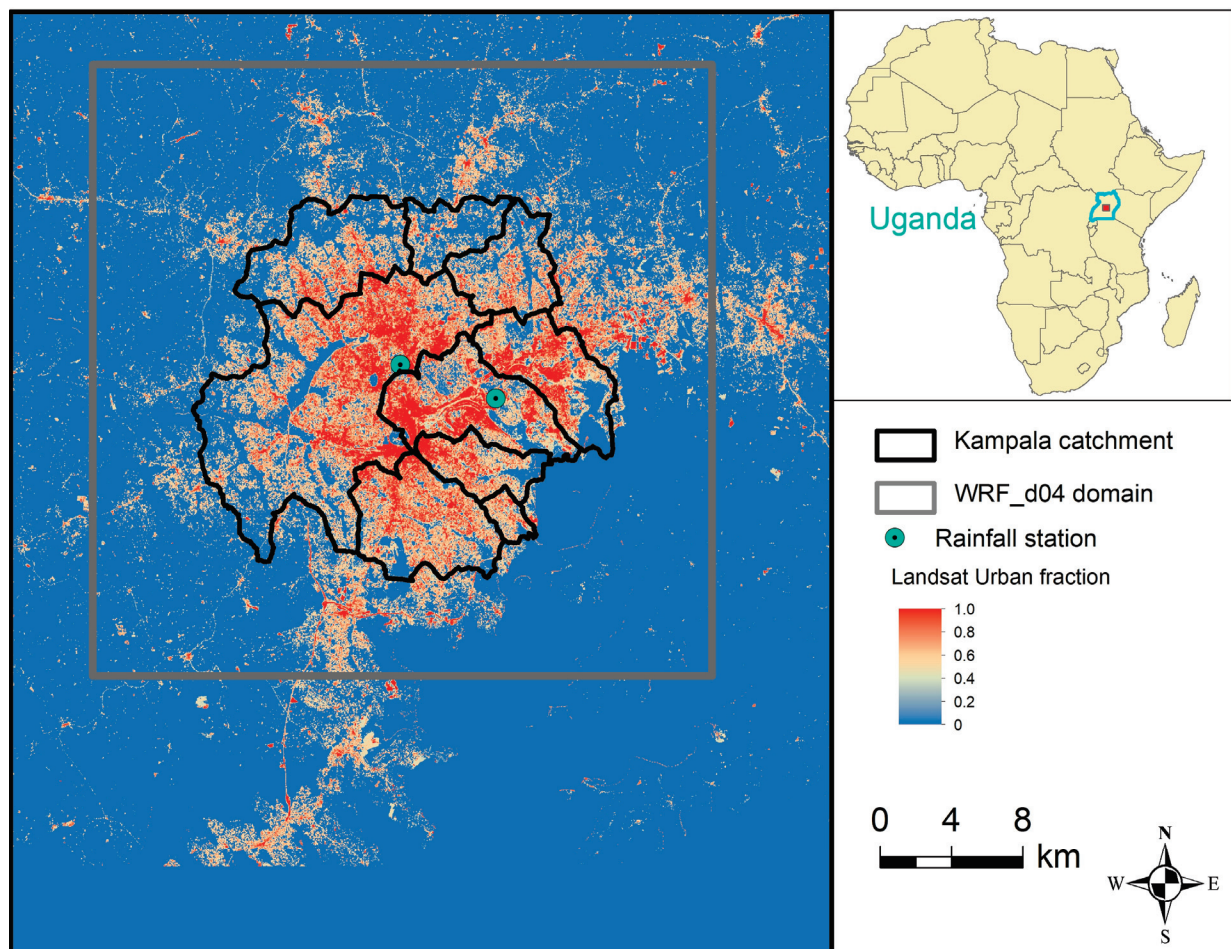 Uganda
Kampala catchment
WRF_d04 domain
Rainfall station
Landsat Urban fraction
1.0
0.8
0.6
0.4
0.2
0
0 4 8
km
N
W E
S